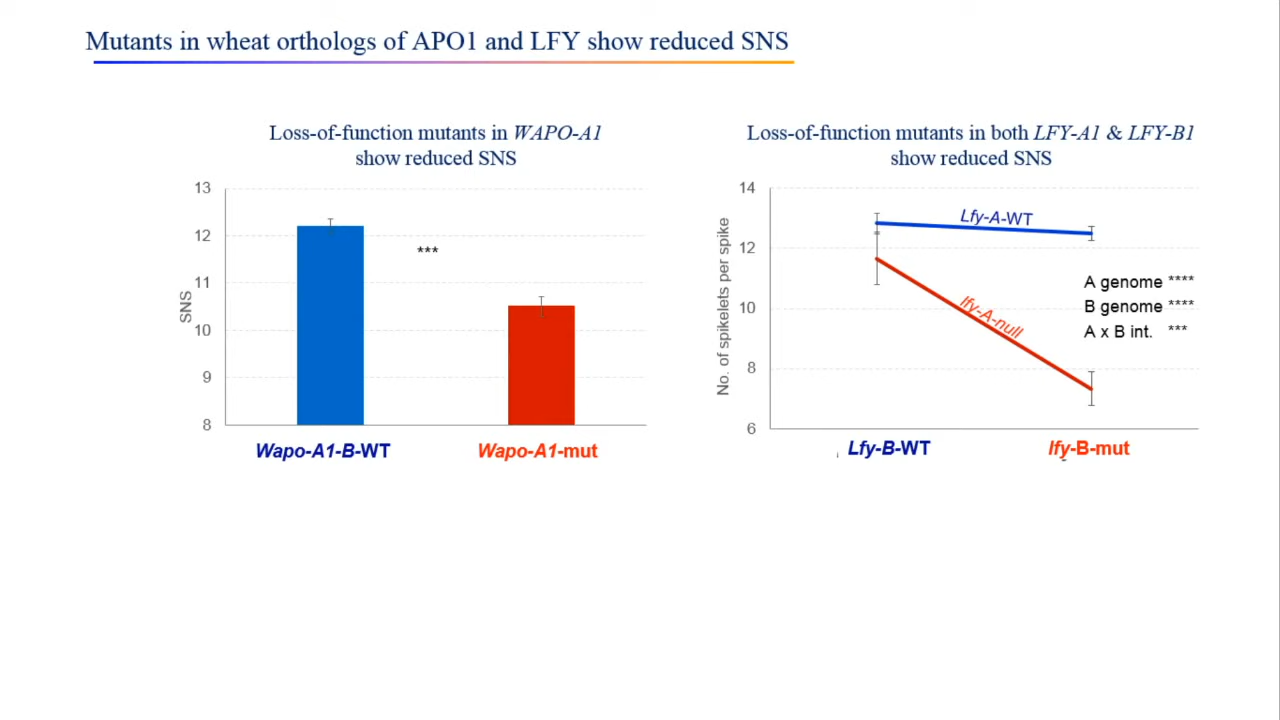 Mutants in wheat orthologs of APO1 and LFY show reduced SNS
Loss-of-function mutants in WAPO-A1
show reduced SNS
SNS
13
12
11
10
9
8
***
Wapo-A1-B-WT
Wapo-A1-mut
Loss-of-function mutants in both LFY-A1 & LFY-B1
show reduced SNS
No. of spikelets per spike
14
12
10
8
6
Lfy-A-WT
lfy-A-null
A genome ****
B genome ****
A x B int. ***
Lfy-B-WT
lfy-B-mut